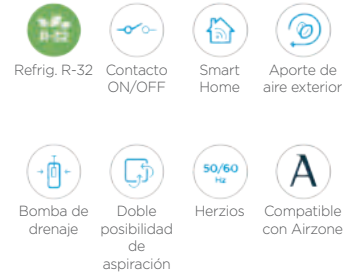 R-32
Refrig. R-32
Contacto
ON/OFF
Smart
Home
Aporte de
aire exterior
Bomba de
drenaje
Doble
posibilidad
de
aspiración
50/60
Hz
Herzios
A
Compatible
con Airzone